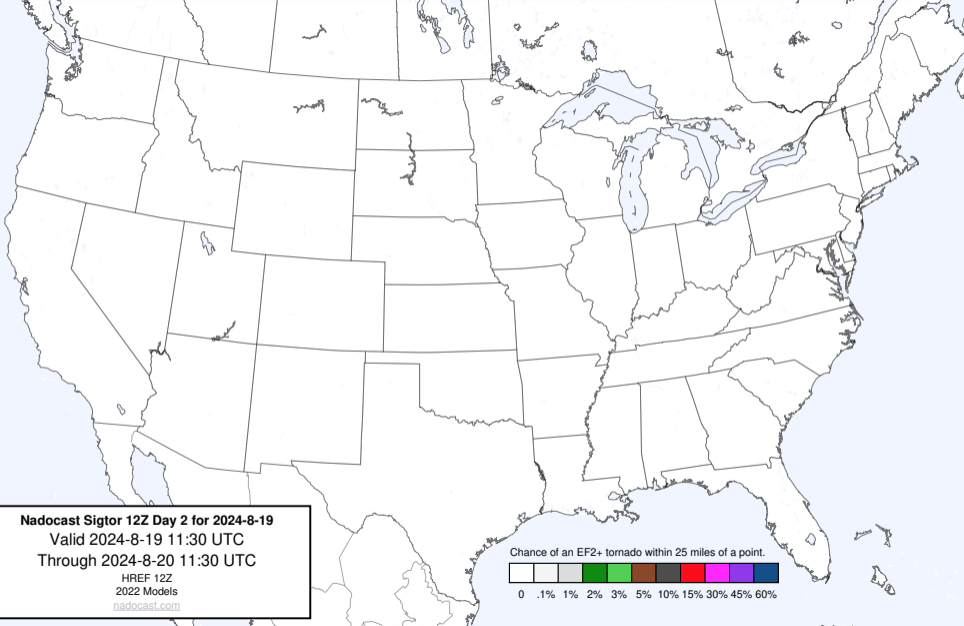 Nadocast Sigtor 12Z Day 2 for 2024-8-19
Valid 2024-8-19 11:30 UTC
Through 2024-8-20 11:30 UTC
HREF 12Z
2022 Models
nadocast.com
Chance of an EF2+ tornado within 25 miles of a point.
0 .1% 1% 2% 3% 5% 10% 15% 30% 45% 60%